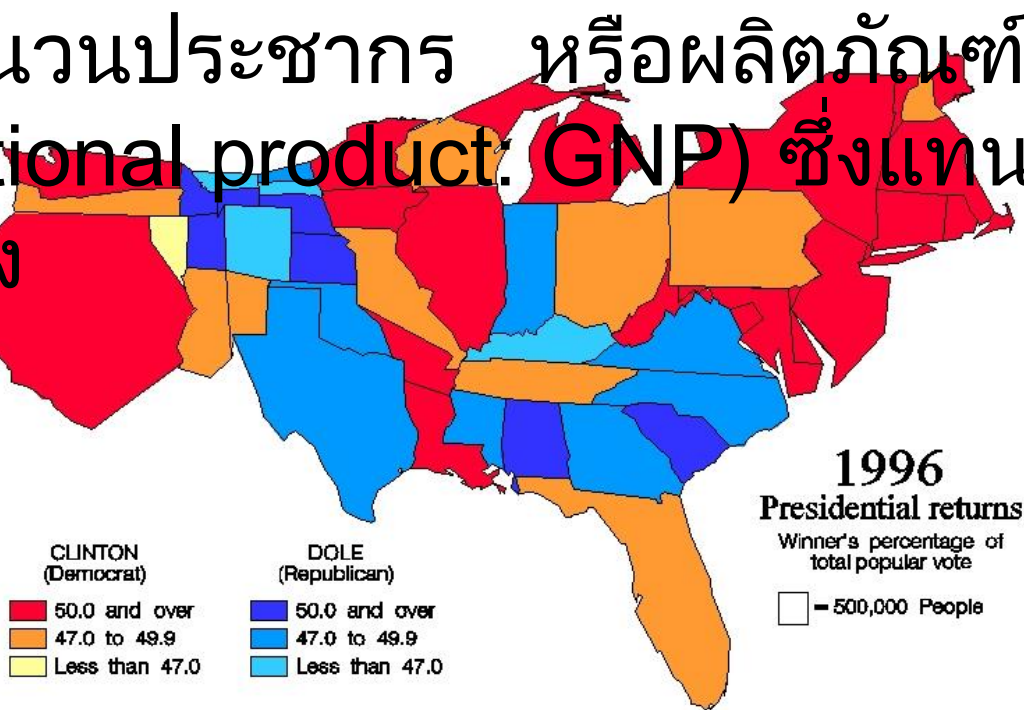 นวนประชากร หรือผลิตภัณฑ์
tional product: GNP) ซึ่งแทน
ง
1996
Presidential returns
Winner's percentage of
total popular vote
= 500,000 People
CLINTON
(Democrat)
50.0 and over
47.0 to 49.9
Less than 47.0
DOLE
(Republican)
50.0 and over
47.0 to 49.9
Less than 47.0